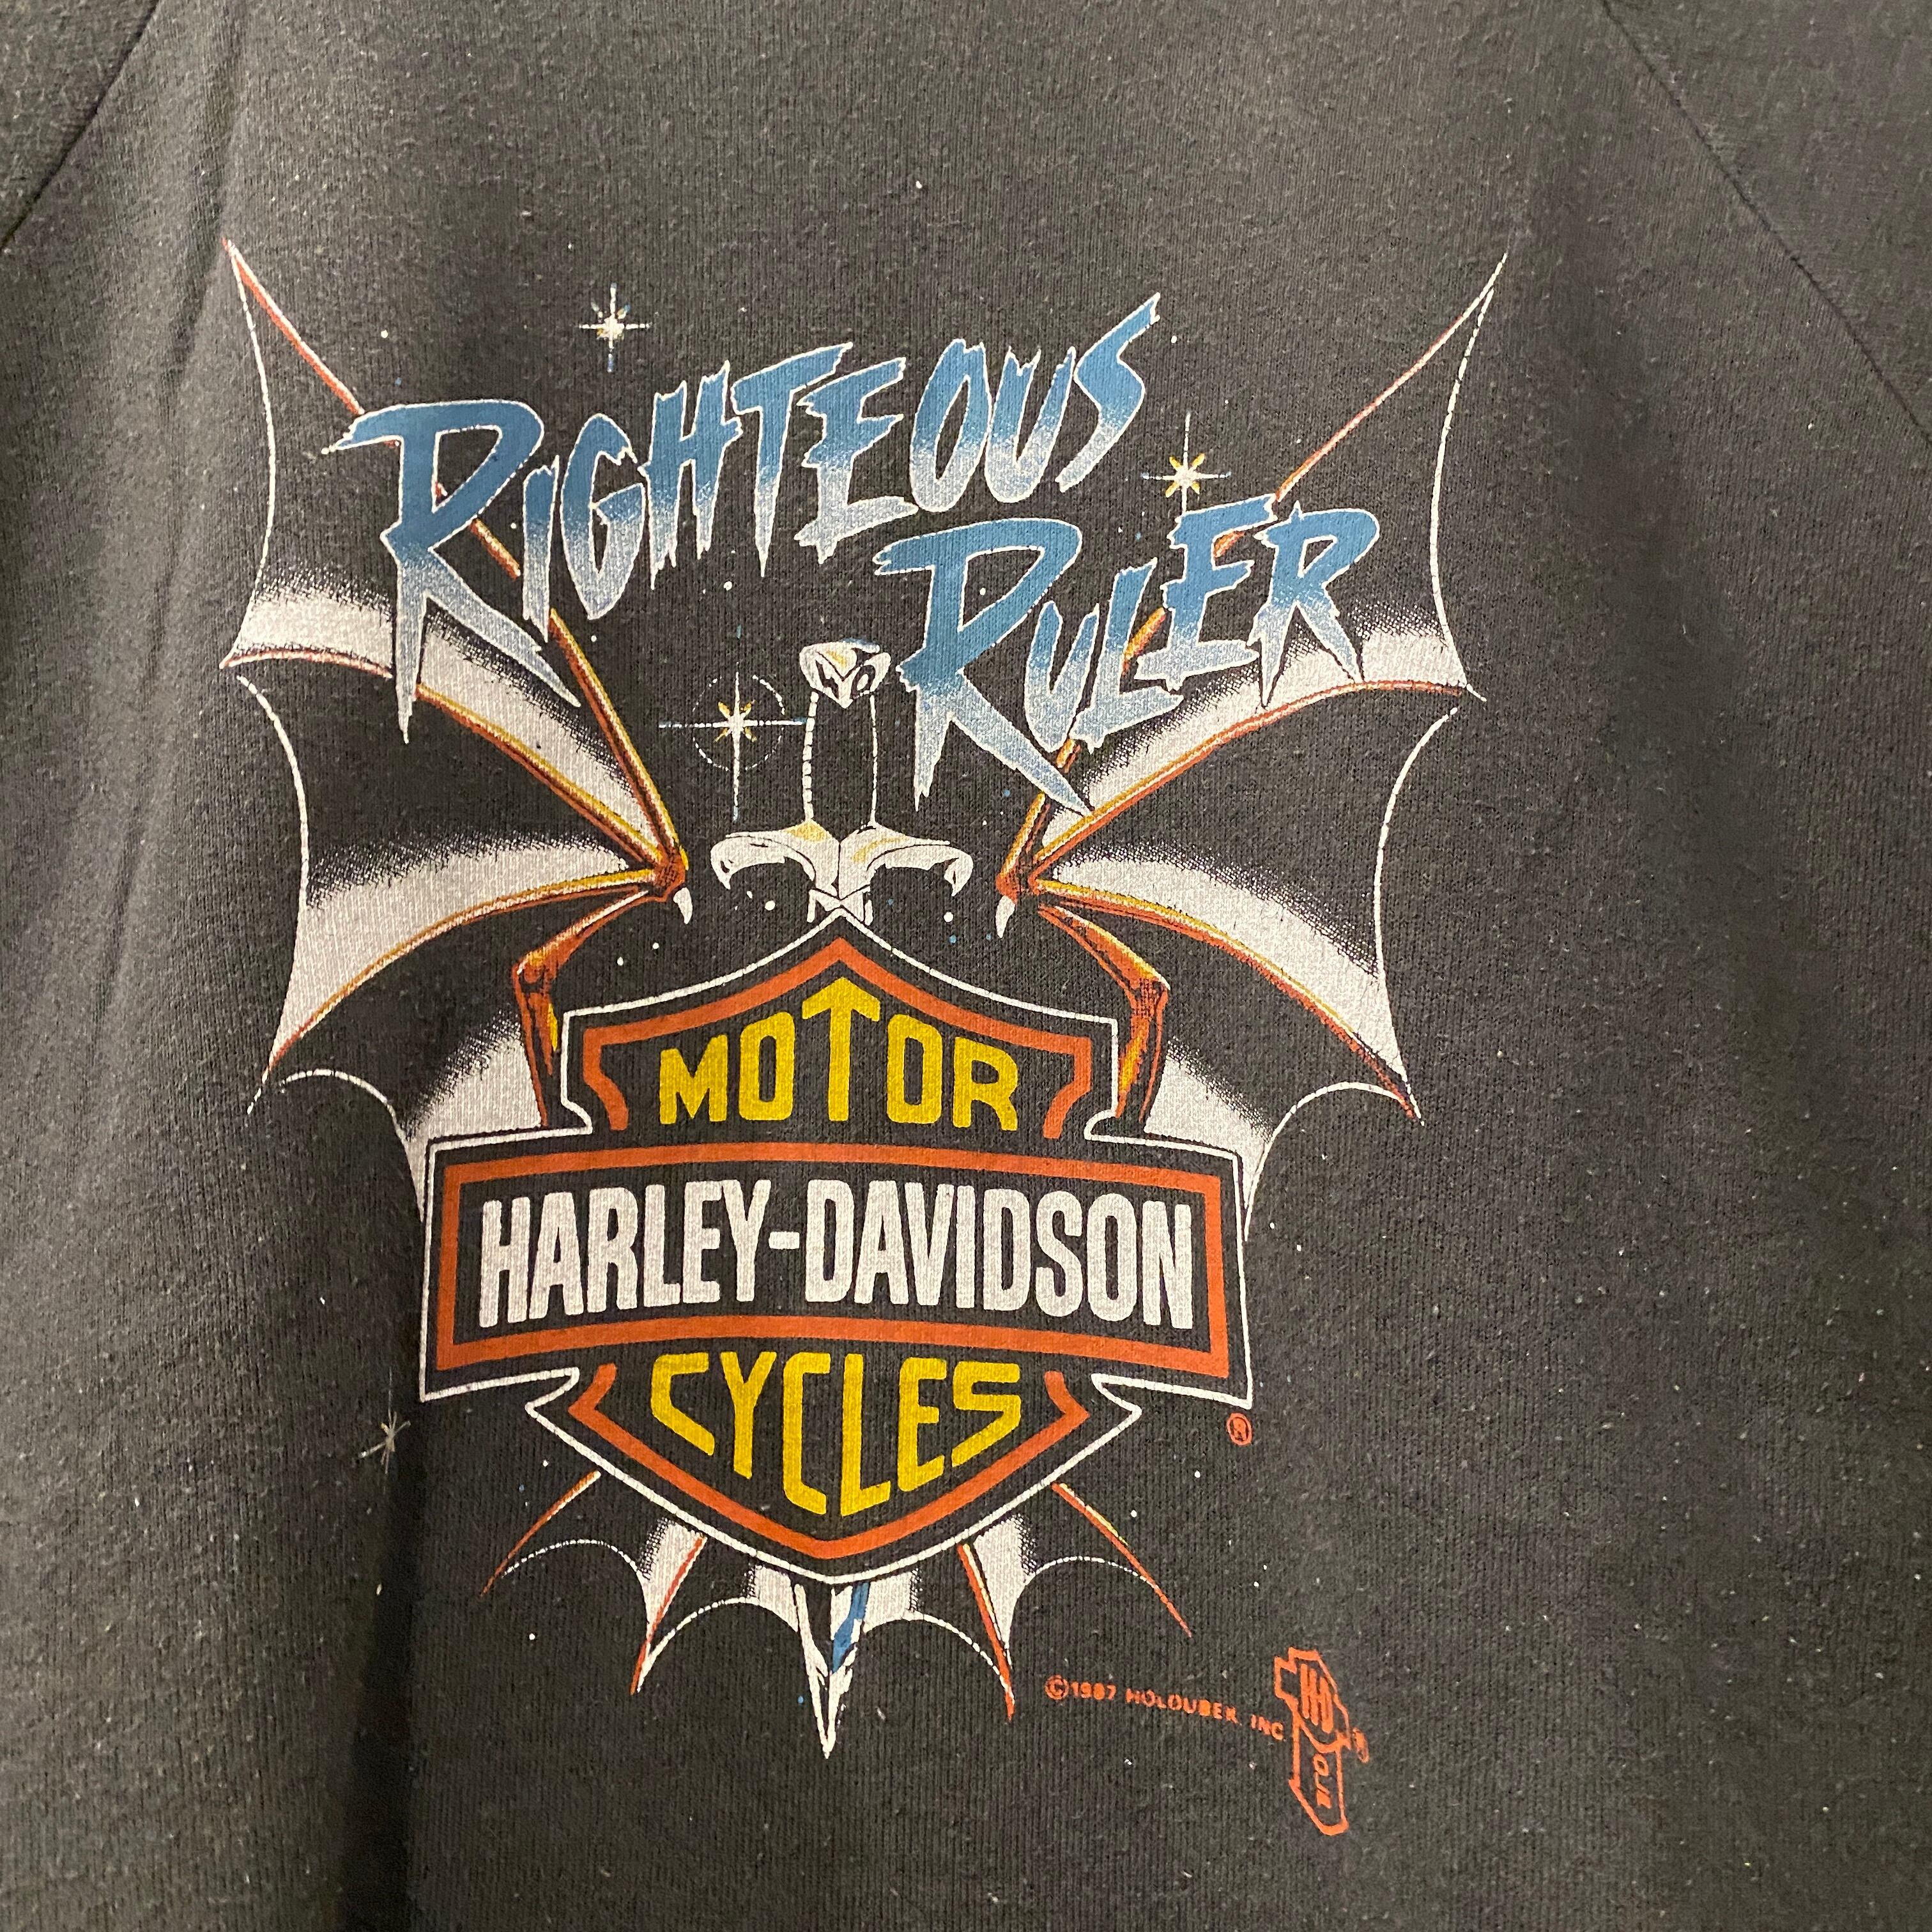 RIGHTEOUS
RULER
MOTOR
HARLEY-DAVIDSON
CYCLES
®
©1987 HOLOUBEK INC